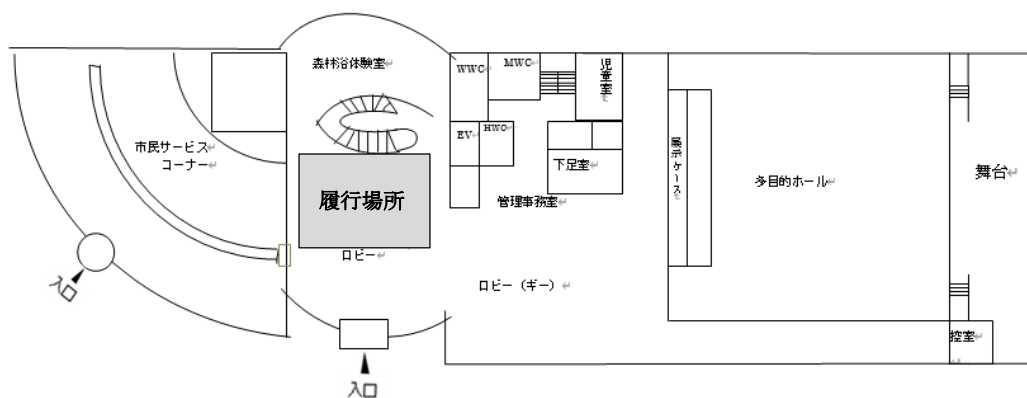 森林浴体験室
WWC
MWC
児童室
市民サービス
コーナー
EV
HWC
下足室
展示ケース
多目的ホール
舞台
履行場所
管理事務室
ロビー
ロビー（ギー）
入口
入口
控室